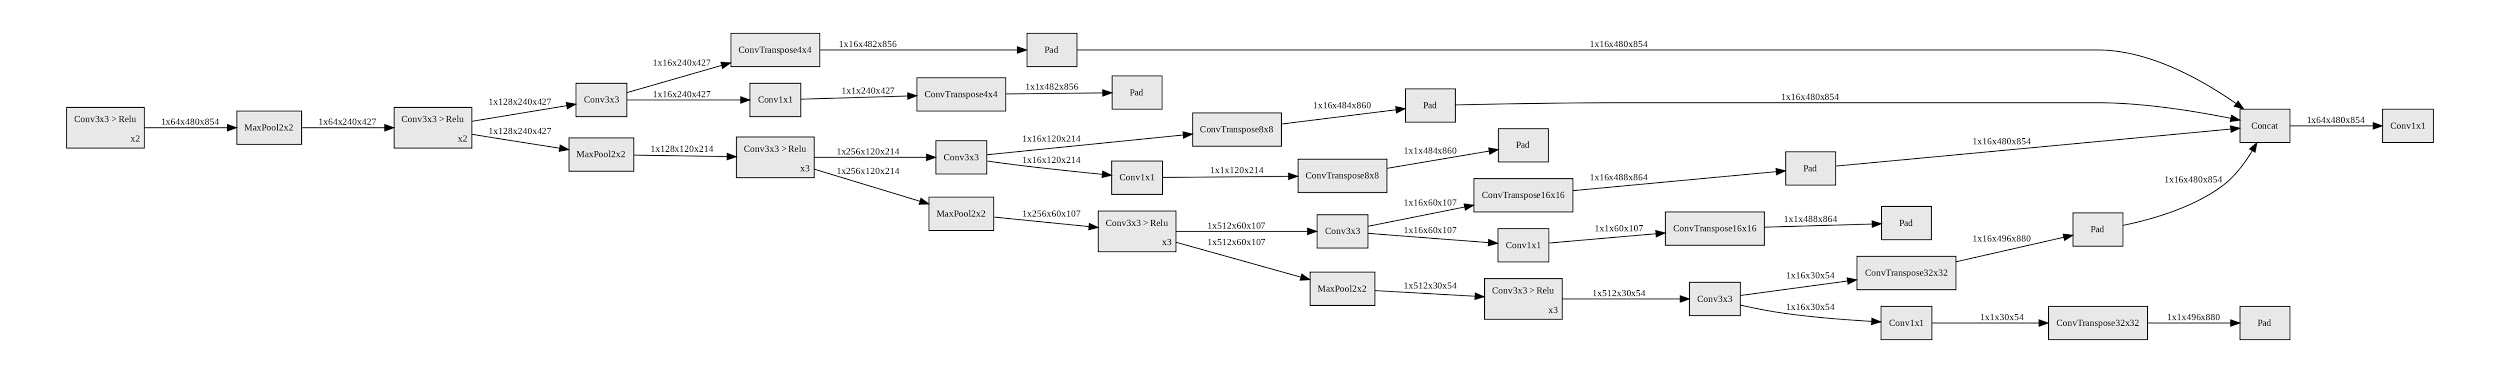 ConvTranspose4x4
1x16x482x856
Pad
1x16x480x854
1x16x240x427
Conv3x3
1x16x240x427
Conv1x1
1x1x240x427
ConvTranspose4x4
1x1x482x856
Pad
Conv3x3 > Relu
x2
1x64x480x854
MaxPool2x2
1x64x240x427
Conv3x3 > Relu
x2
1x128x240x427
1x128x240x427
MaxPool2x2
1x128x120x214
Conv3x3 > Relu
x3
1x256x120x214
1x256x120x214
Conv3x3
1x16x120x214
1x16x120x214
ConvTranspose8x8
1x16x484x860
Pad
1x16x480x854
Conv1x1
1x1x120x214
ConvTranspose8x8
1x1x484x860
Pad
MaxPool2x2
1x256x60x107
Conv3x3 > Relu
x3
1x512x60x107
1x512x60x107
Conv3x3
1x16x60x107
1x16x60x107
ConvTranspose16x16
1x16x488x864
Pad
1x16x480x854
Conv1x1
1x1x60x107
ConvTranspose16x16
1x1x488x864
Pad
MaxPool2x2
1x512x30x54
Conv3x3 > Relu
x3
1x512x30x54
Conv3x3
1x16x30x54
1x16x30x54
ConvTranspose32x32
1x16x496x880
Pad
1x16x480x854
Conv1x1
1x1x30x54
ConvTranspose32x32
1x1x496x880
Pad
Concat
1x64x480x854
Conv1x1